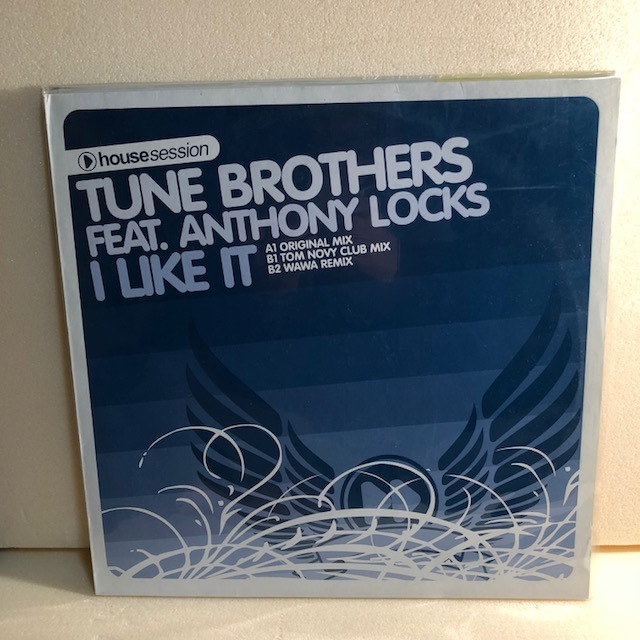 housesession
TUNE BROTHERS
FEAT. ANTHONY LOCKS
I LIKE IT
A1 ORIGINAL MIX
B1 TOM NOVY CLUB MIX
B2 WAWA REMIX